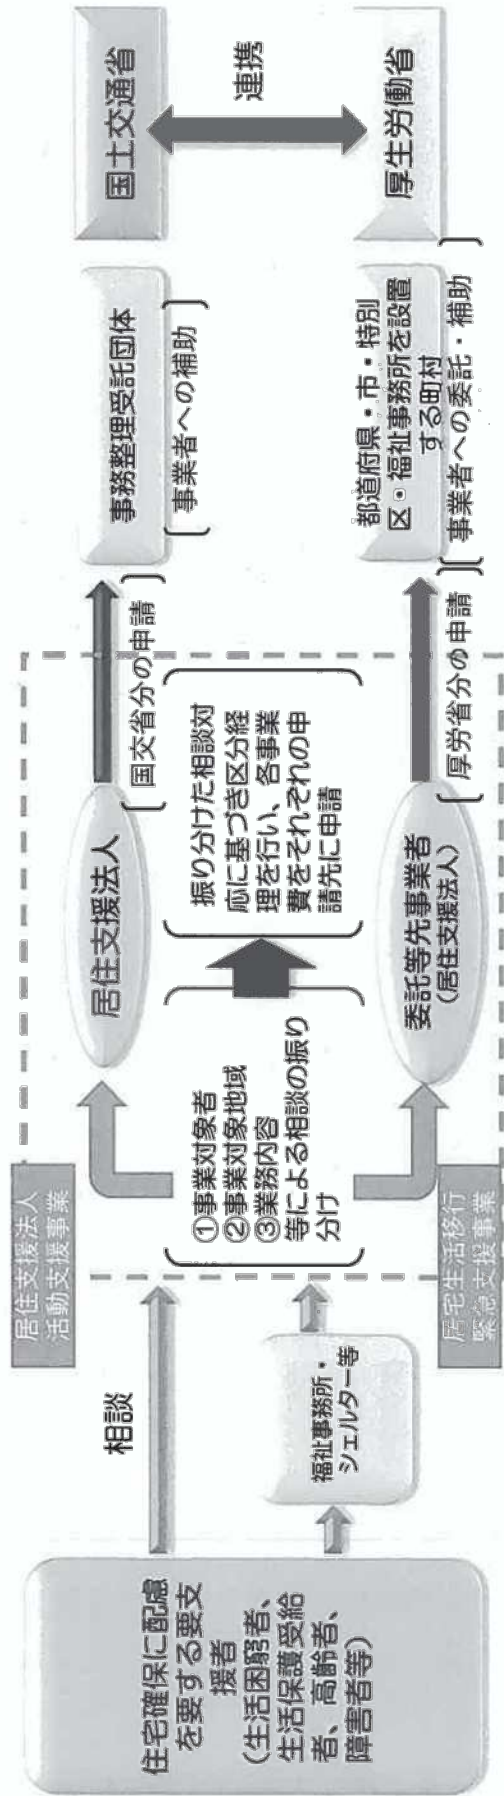 住宅確保に配慮
を要する要支
援者
（生活困窮者、
生活保護受給
者、高齢者、
障害者等）
相談
福祉事務所・
シェルター等
居住支援法人
活動支援事業
居宅生活移行
緊急支援事業
①事業対象者
②事業対象地域
③業務内容
等による相談の振り
分け
振り分けた相談対
応に基づき区分経
理を行い、各事業
費をそれぞれの申
請先に申請
居住支援法人
委託等先事業者
（居住支援法人）
国交省分の申請
厚労省分の申請
事務整理受託団体
事業者への補助
都道府県・市・特別
区・福祉事務所を設置
する町村
事業者への委託・補助
国土交通省
連携
厚生労働省